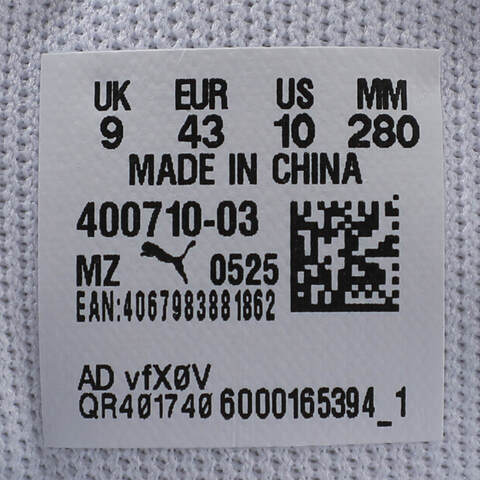 UK EUR US MM
9 43 10 280
MADE IN CHINA
400710-03
MZ 0525
EAN:4067983881862
AD vfXØV
QR401740 6000165394_1